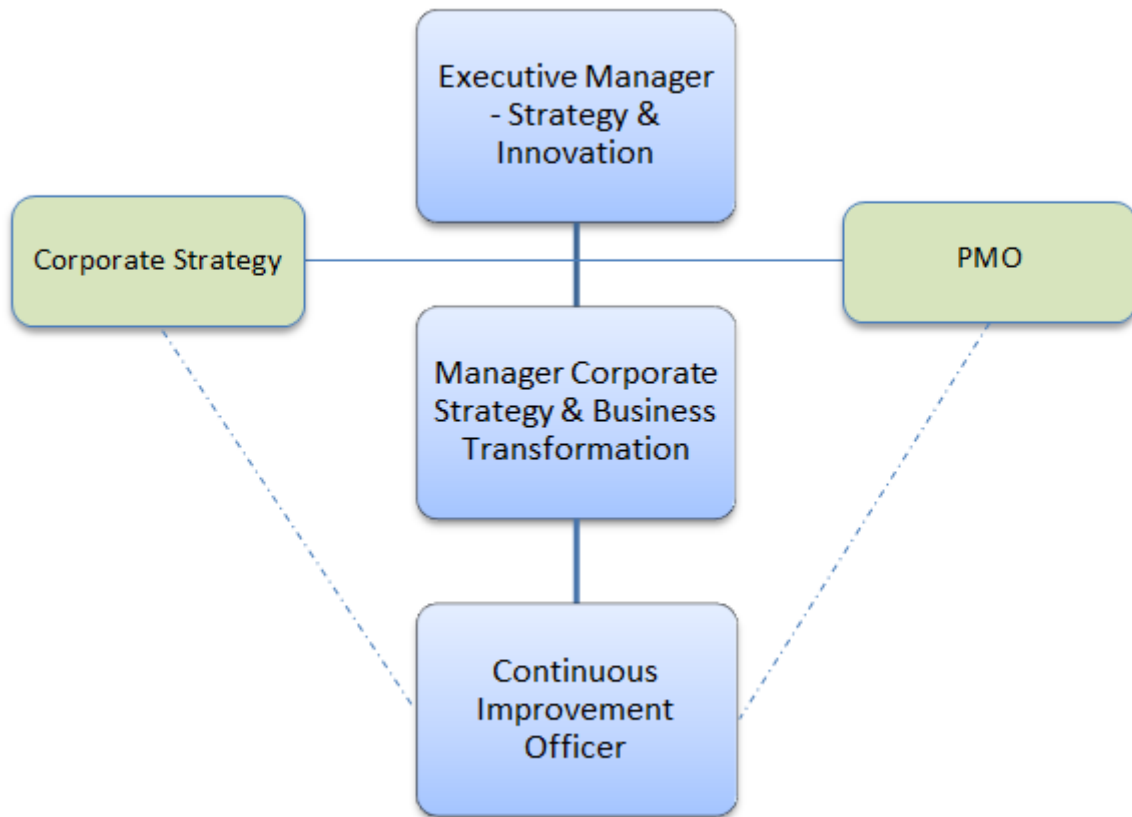 Executive Manager
- Strategy &
Innovation
Corporate Strategy
PMO
Manager Corporate
Strategy & Business
Transformation
Continuous
Improvement
Officer